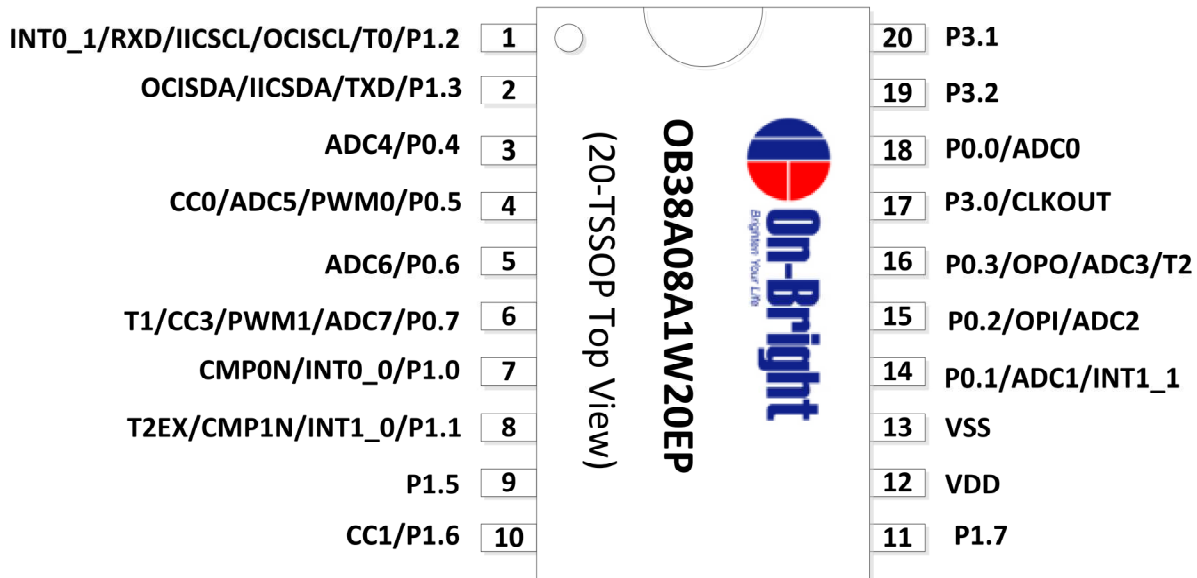 INT0_1/RXD/IICSCL/OCISCL/T0/P1.2 1
OCISDA/IICSDA/TXD/P1.3 2
ADC4/P0.4 3
CC0/ADC5/PWM0/P0.5 4
ADC6/P0.6 5
T1/CC3/PWM1/ADC7/P0.7 6
CMP0N/INT0_0/P1.0 7
T2EX/CMP1N/INT1_0/P1.1 8
P1.5 9
CC1/P1.6 10
(20-TSSOP Top View)
OB38A08A1W20EP
On-Bright
Brighten Your Life
20 P3.1
19 P3.2
18 P0.0/ADC0
17 P3.0/CLKOUT
16 P0.3/OPO/ADC3/T2
15 P0.2/OPI/ADC2
14 P0.1/ADC1/INT1_1
13 VSS
12 VDD
11 P1.7